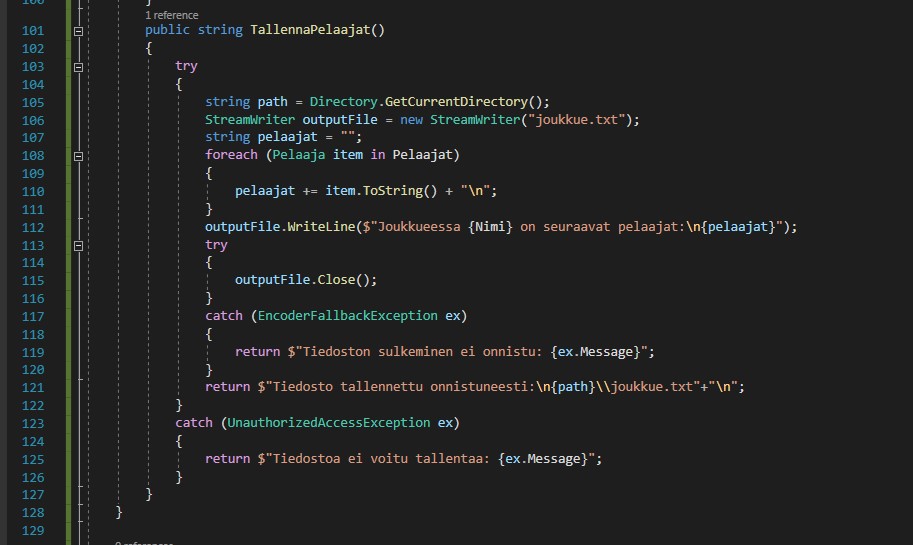 100 }
1 reference
101 public string TallennaPelaajat()
102 {
103 try
104 {
105 string path = Directory.GetCurrentDirectory();
106 StreamWriter outputFile = new StreamWriter("joukkue.txt");
107 string pelaajat = "";
108 foreach (Pelaaja item in Pelaajat)
109 {
110 pelaajat += item.ToString() + "\n";
111 }
112 outputFile.WriteLine($"Joukkueessa {Nimi} on seuraavat pelaajat:\n{pelaajat}");
113 try
114 {
115 outputFile.Close();
116 }
117 catch (EncoderFallbackException ex)
118 {
119 return $"Tiedoston sulkeminen ei onnistu: {ex.Message}";
120 }
121 return $"Tiedosto tallennettu onnistuneesti:\n{path}\\joukkue.txt"+"\n";
122 }
123 catch (UnauthorizedAccessException ex)
124 {
125 return $"Tiedostoa ei voitu tallentaa: {ex.Message}";
126 }
127 }
128 }
129
0 references